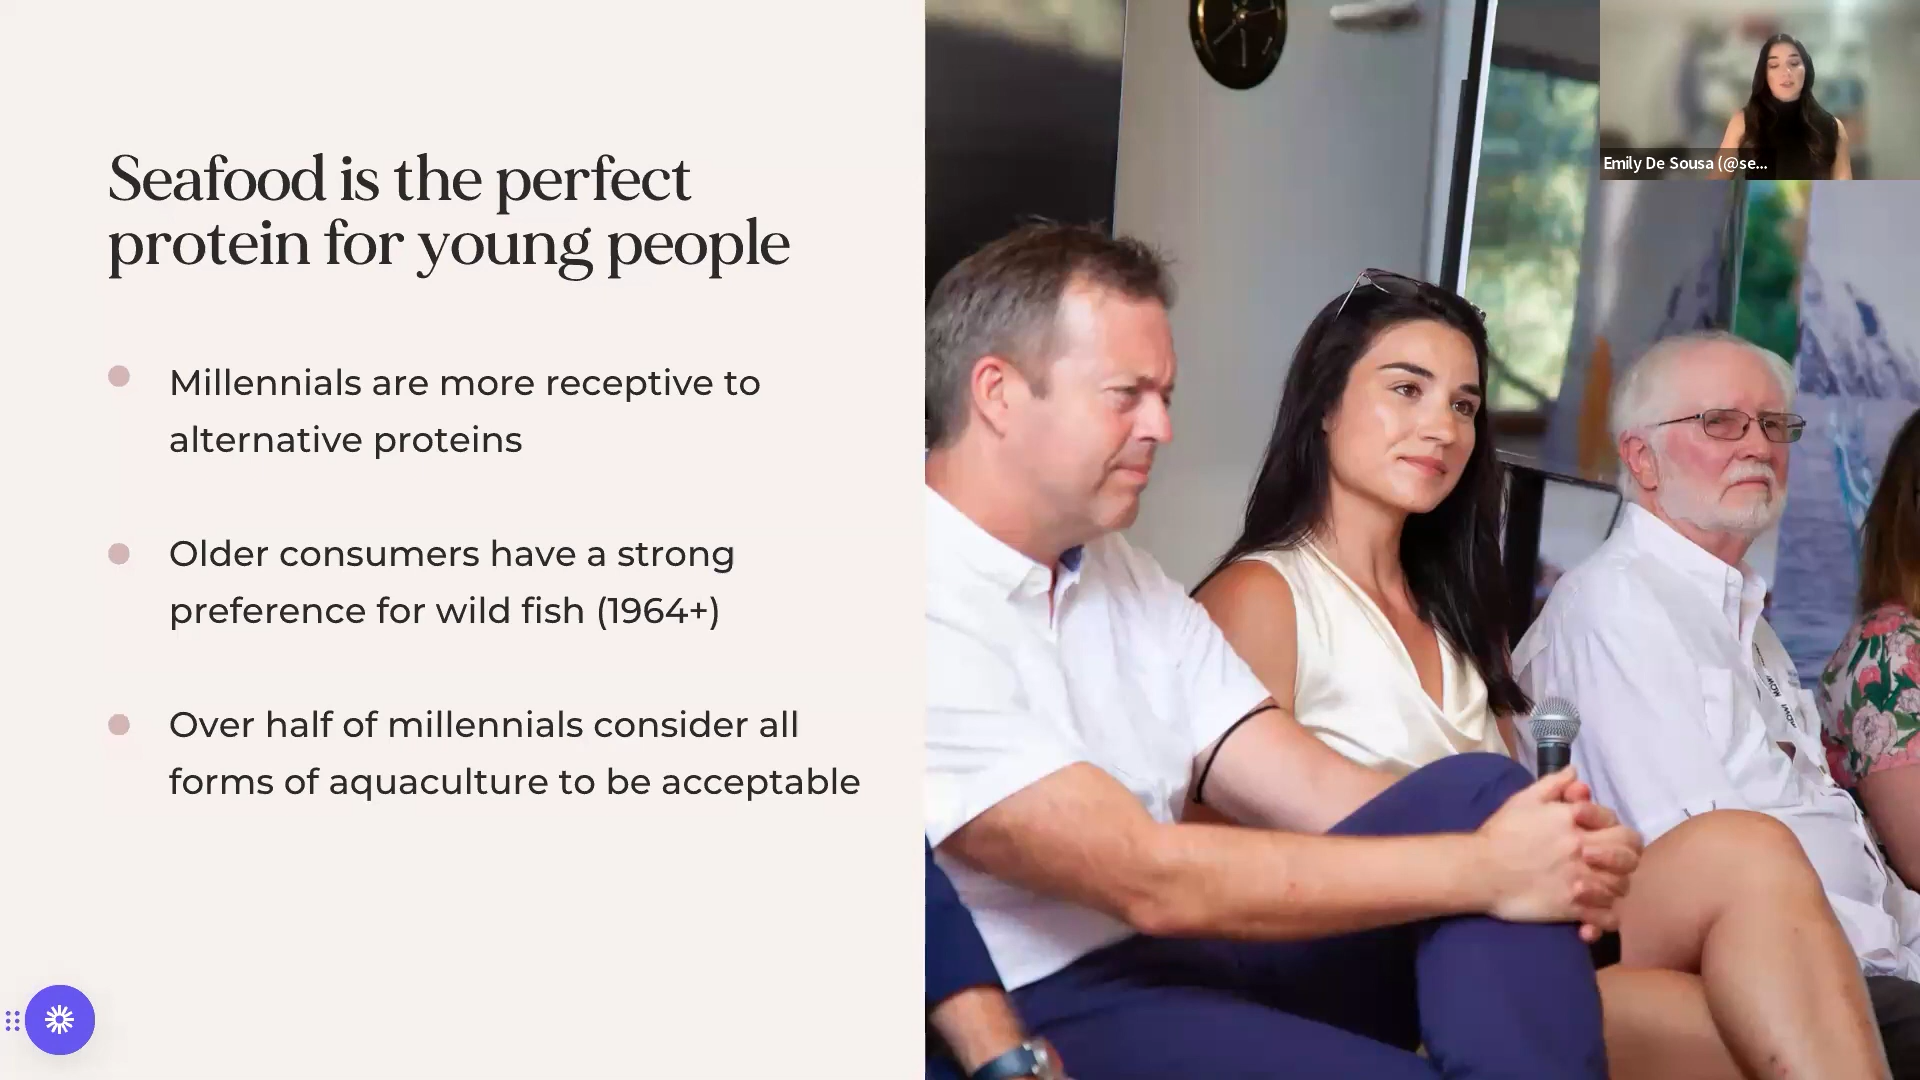 Seafood is the perfect
protein for young people
Millennials are more receptive to
alternative proteins
Older consumers have a strong
preference for wild fish (1964+)
Over half of millennials consider all
forms of aquaculture to be acceptable
Emily De Sousa (@se...
MOWI
MOWI